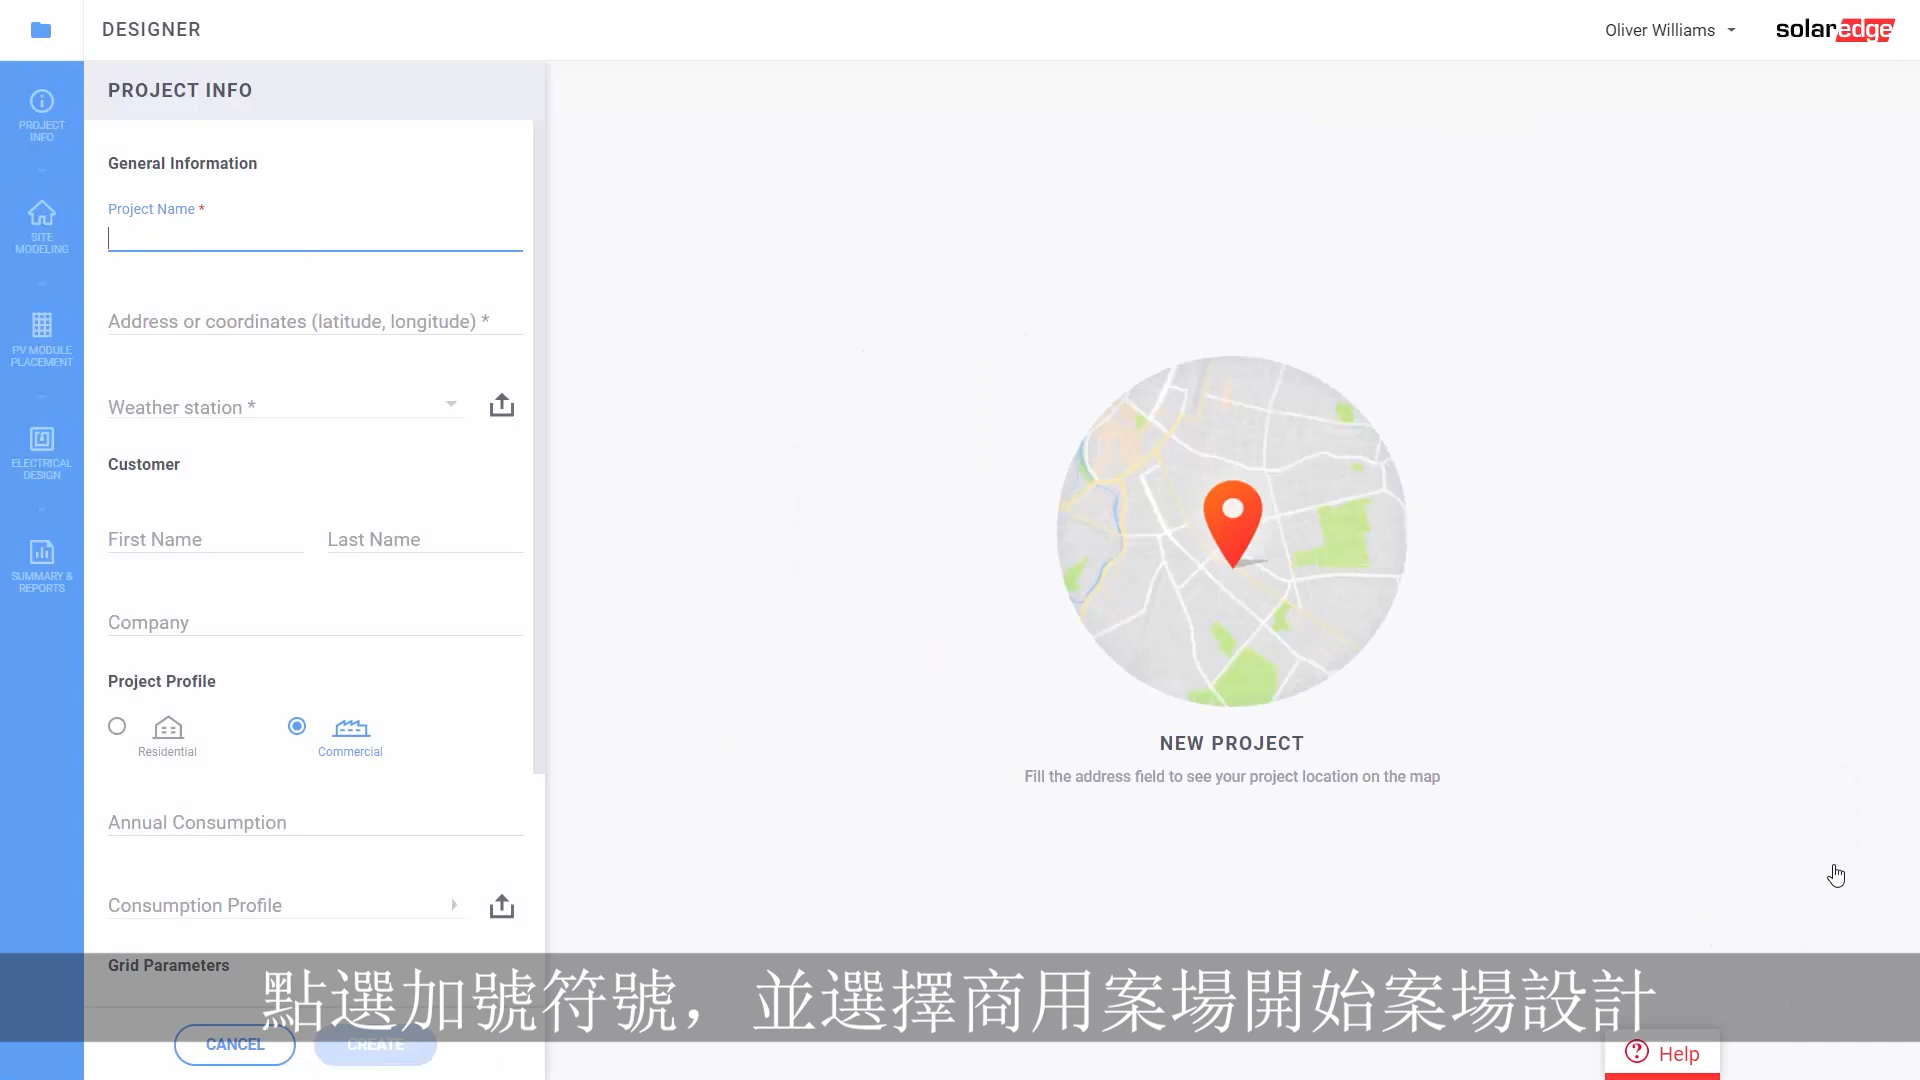 DESIGNER
Oliver Williams
solaredge
PROJECT INFO
PROJECT
INFO
SITE
MODELING
PV MODULE
PLACEMENT
ELECTRICAL
DESIGN
SUMMARY &
REPORTS
General Information
Project Name *
Address or coordinates (latitude, longitude) *
Weather station *
Customer
First Name
Last Name
Company
Project Profile
Residential
Commercial
Annual Consumption
Consumption Profile
Grid Parameters
CANCEL
CREATE
NEW PROJECT
Fill the address field to see your project location on the map
點選加號符號，並選擇商用案場開始案場設計
Help